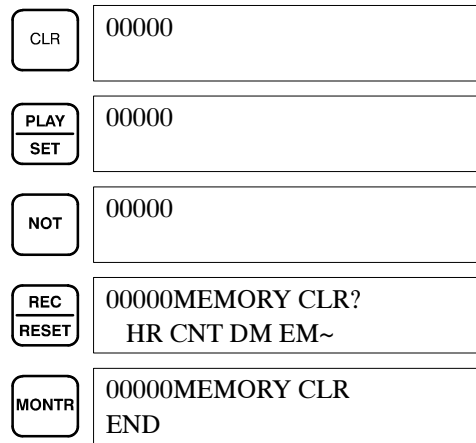 CLR
00000
PLAY
SET
00000
NOT
00000
REC
RESET
00000MEMORY CLR?
HR CNT DM EM~
MONTR
00000MEMORY CLR
END